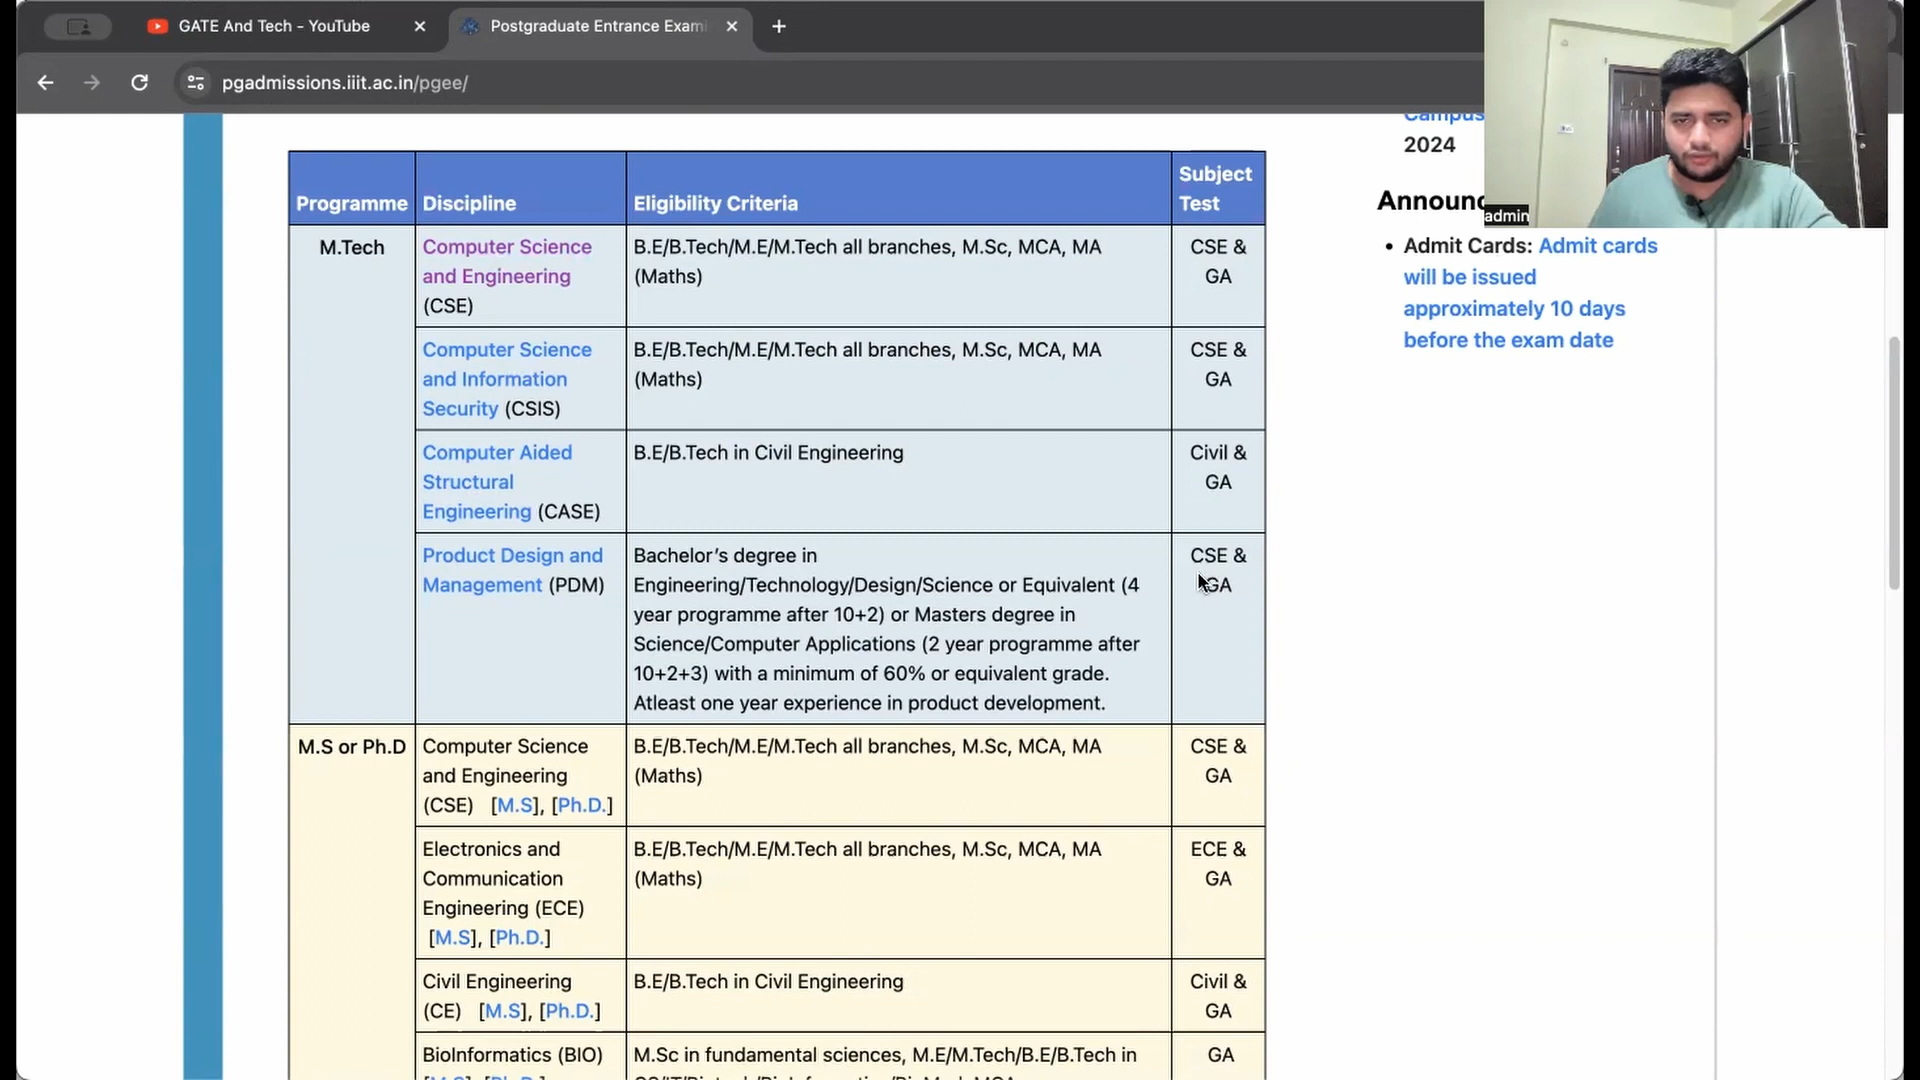 GATE And Tech - YouTube
Postgraduate Entrance Exami
pgadmissions.iiit.ac.in/pgee/
admin
Campus
2024
Programme
Discipline
Eligibility Criteria
Subject
Test
M.Tech
Computer Science
and Engineering
(CSE)
B.E/B.Tech/M.E/M.Tech all branches, M.Sc, MCA, MA
(Maths)
CSE &
GA
Computer Science
and Information
Security (CSIS)
B.E/B.Tech/M.E/M.Tech all branches, M.Sc, MCA, MA
(Maths)
CSE &
GA
Computer Aided
Structural
Engineering (CASE)
B.E/B.Tech in Civil Engineering
Civil &
GA
Product Design and
Management (PDM)
Bachelor's degree in
Engineering/Technology/Design/Science or Equivalent (4
year programme after 10+2) or Masters degree in
Science/Computer Applications (2 year programme after
10+2+3) with a minimum of 60% or equivalent grade.
Atleast one year experience in product development.
CSE &
GA
M.S or Ph.D
Computer Science
and Engineering
(CSE) [M.S], [Ph.D.]
B.E/B.Tech/M.E/M.Tech all branches, M.Sc, MCA, MA
(Maths)
CSE &
GA
Electronics and
Communication
Engineering (ECE)
[M.S], [Ph.D.]
B.E/B.Tech/M.E/M.Tech all branches, M.Sc, MCA, MA
(Maths)
ECE &
GA
Civil Engineering
(CE) [M.S], [Ph.D.]
B.E/B.Tech in Civil Engineering
Civil &
GA
BioInformatics (BIO)
M.Sc in fundamental sciences, M.E/M.Tech/B.E/B.Tech in
GA
Announc
• Admit Cards: Admit cards
will be issued
approximately 10 days
before the exam date